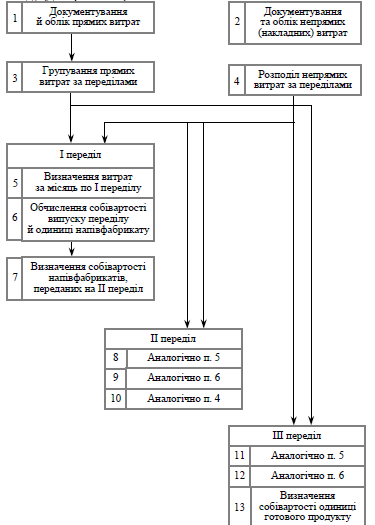 1
Документування
й облік прямих витрат
2
Документування
та облік непрямих
(накладних) витрат
3
Групування прямих
витрат за переділами
4
Розподіл непрямих
витрат за переділами
І переділ
5
Визначення витрат
за місяць по І переділу
6
Обчислення собівартості
випуску переділу
й одиниці напівфабрикату
7
Визначення собівартості
напівфабрикатів,
переданих на ІІ переділ
ІІ переділ
8
Аналогічно п. 5
9
Аналогічно п. 6
10
Аналогічно п. 4
ІІІ переділ
11
Аналогічно п. 5
12
Аналогічно п. 6
13
Визначення
собівартості одиниці
готового продукту